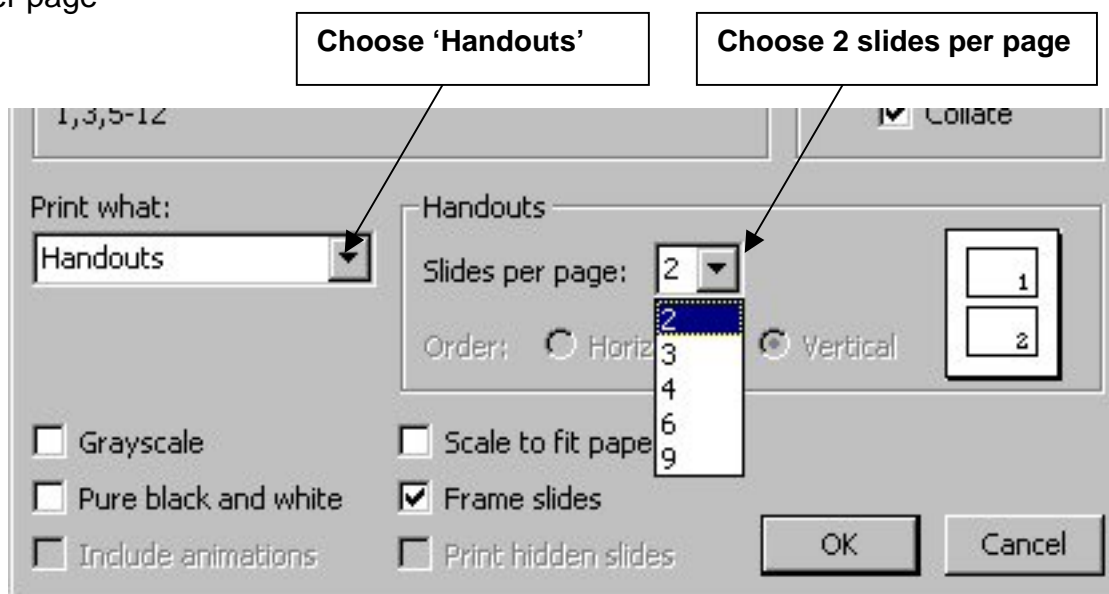 er page
Choose ‘Handouts’
Choose 2 slides per page
1,3,5-12
Collate
Print what:
Handouts
Handouts
Slides per page: 2
2
3
4
6
9
1
2
Order: Horiz Vertical
Grayscale
Scale to fit pape
Pure black and white
Frame slides
Include animations
Print hidden slides
OK
Cancel